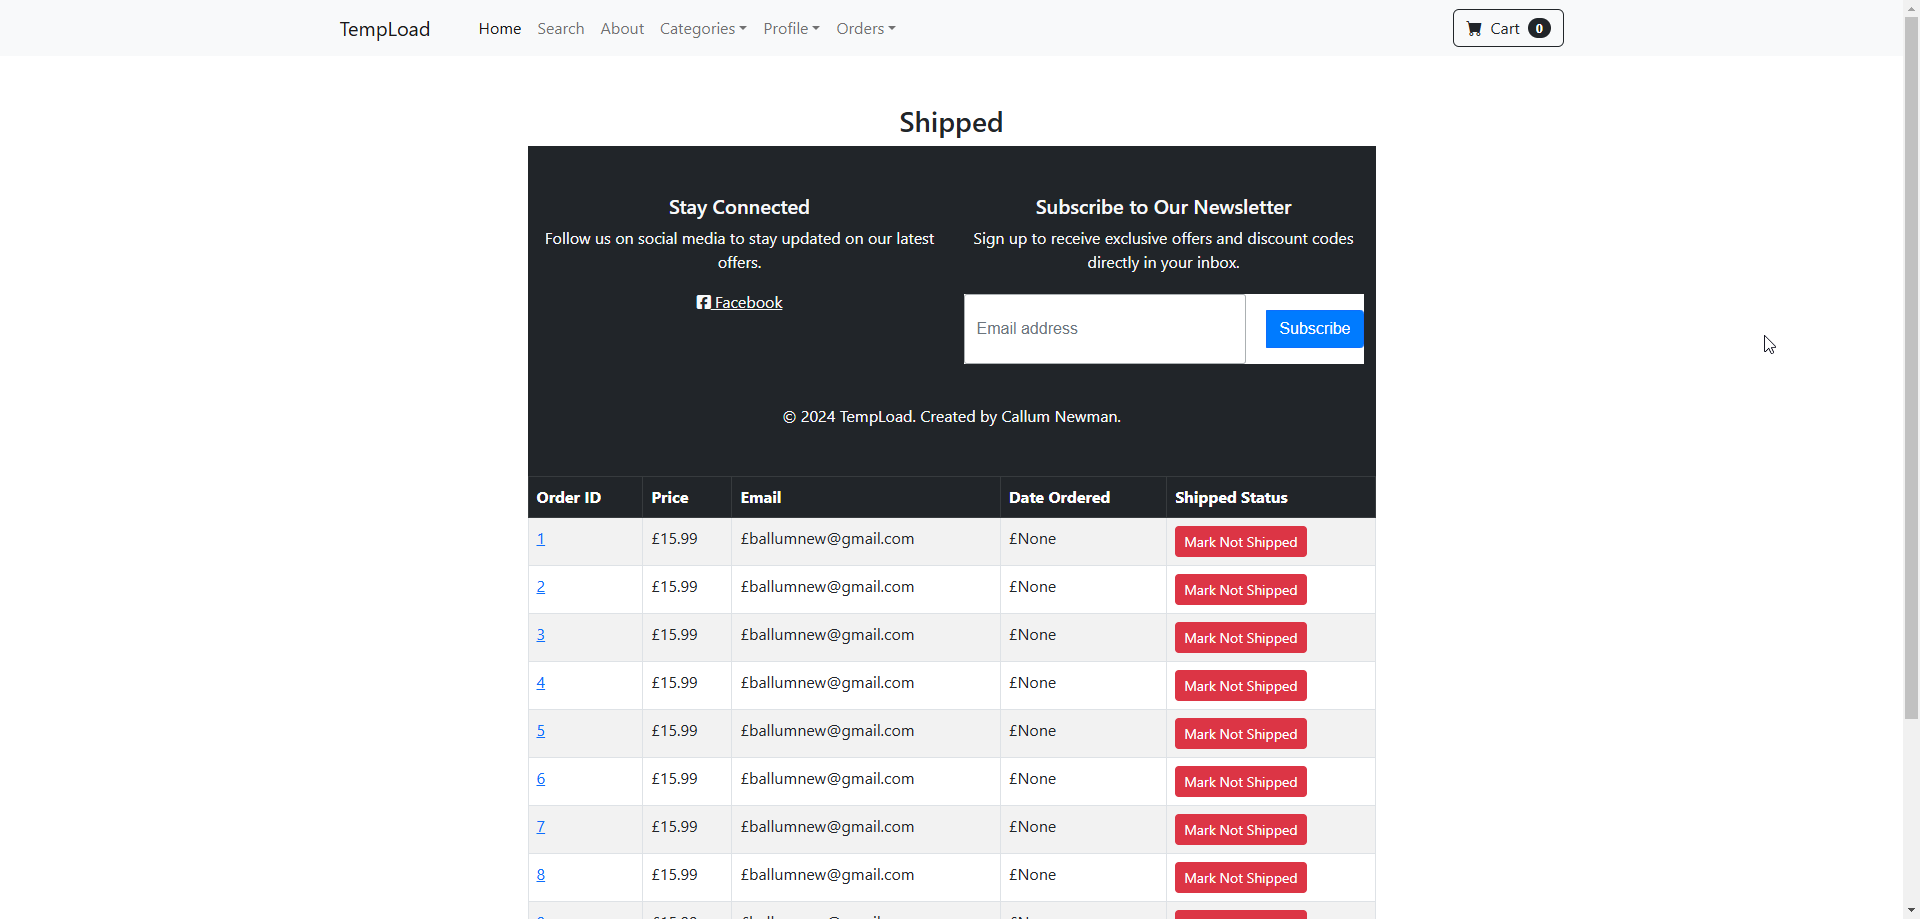 TempLoad Home Search About Categories Profile Orders Cart 0
Shipped
Stay Connected
Follow us on social media to stay updated on our latest
offers.
Facebook
Subscribe to Our Newsletter
Sign up to receive exclusive offers and discount codes
directly in your inbox.
Email address Subscribe
© 2024 TempLoad. Created by Callum Newman.
Order ID Price Email Date Ordered Shipped Status
1 £15.99 £ballumnew@gmail.com £None Mark Not Shipped
2 £15.99 £ballumnew@gmail.com £None Mark Not Shipped
3 £15.99 £ballumnew@gmail.com £None Mark Not Shipped
4 £15.99 £ballumnew@gmail.com £None Mark Not Shipped
5 £15.99 £ballumnew@gmail.com £None Mark Not Shipped
6 £15.99 £ballumnew@gmail.com £None Mark Not Shipped
7 £15.99 £ballumnew@gmail.com £None Mark Not Shipped
8 £15.99 £ballumnew@gmail.com £None Mark Not Shipped